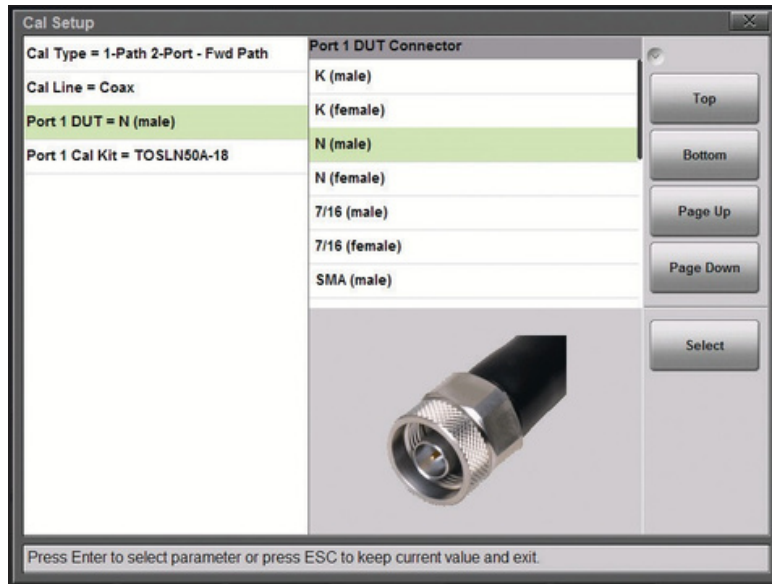 Cal Setup
Cal Type = 1-Path 2-Port - Fwd Path
Cal Line = Coax
Port 1 DUT = N (male)
Port 1 Cal Kit = TOSLN50A-18
Port 1 DUT Connector
K (male)
K (female)
N (male)
N (female)
7/16 (male)
7/16 (female)
SMA (male)
Top
Bottom
Page Up
Page Down
Select
Press Enter to select parameter or press ESC to keep current value and exit.